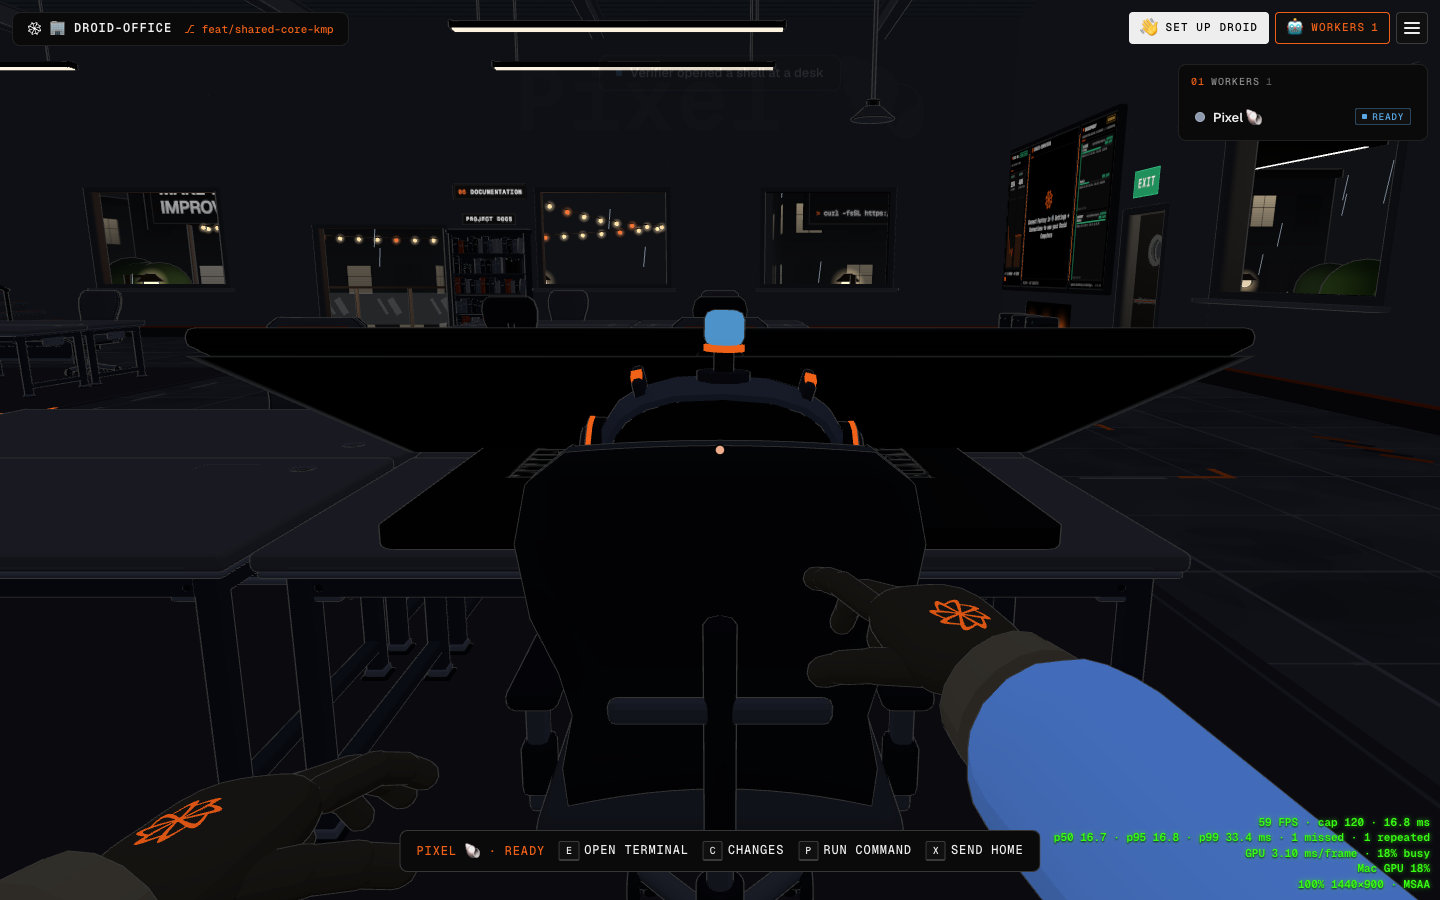 DROID-OFFICE feat/shared-core-kmp
SET UP DROID
WORKERS 1
Verifier opened a shell at a desk
Pixel
01 WORKERS 1
Pixel
READY
EXIT
IMPROV
06 DOCUMENTATION
PROJECT DOCS
> curl -fsSL https:
PIXEL · READY
E OPEN TERMINAL
C CHANGES
P RUN COMMAND
X SEND HOME
59 FPS · cap 120 · 16.8 ms
p50 16.7 · p95 16.8 · p99 33.4 ms · 1 missed · 1 repeated
GPU 3.10 ms/frame · 18% busy
Mac GPU 18%
100% 1440×900 · MSAA